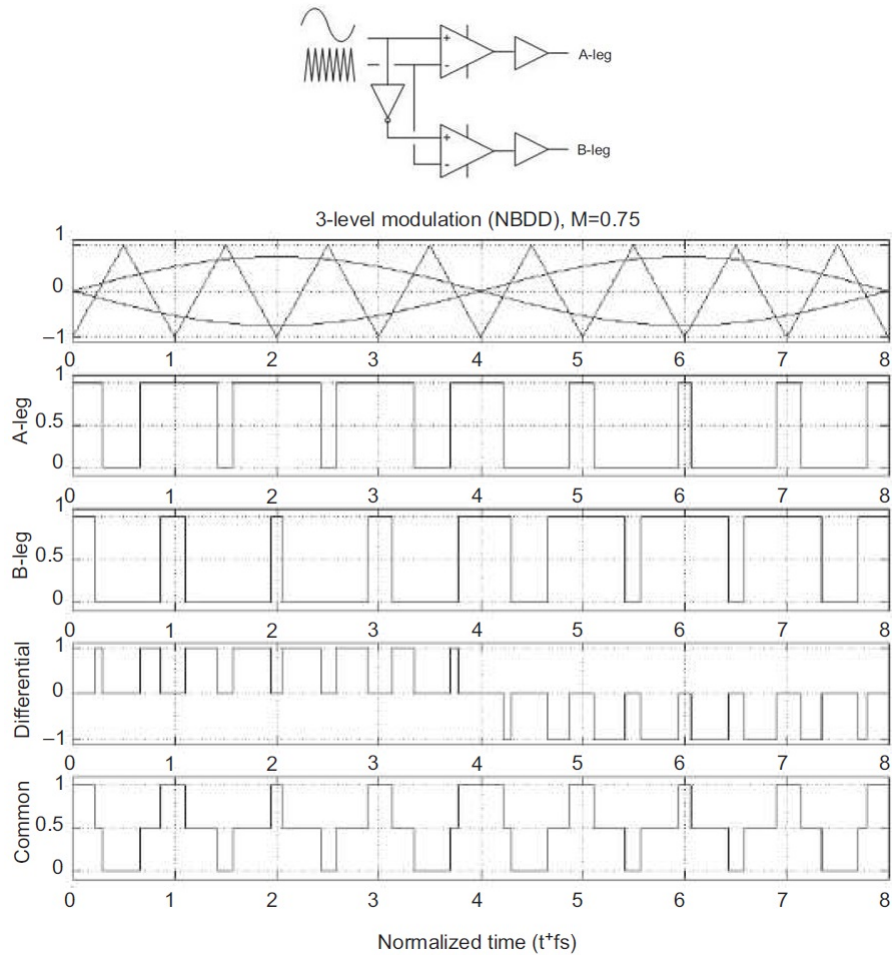 +
-
A-leg
+
-
B-leg
3-level modulation (NBDD), M=0.75
1
0
−1
0 1 2 3 4 5 6 7 8
A-leg
1
0.5
0
0 1 2 3 4 5 6 7 8
B-leg
1
0.5
0
0 1 2 3 4 5 6 7 8
Differential
1
0
−1
0 1 2 3 4 5 6 7 8
Common
1
0.5
0
0 1 2 3 4 5 6 7 8
Normalized time (t⁺fs)